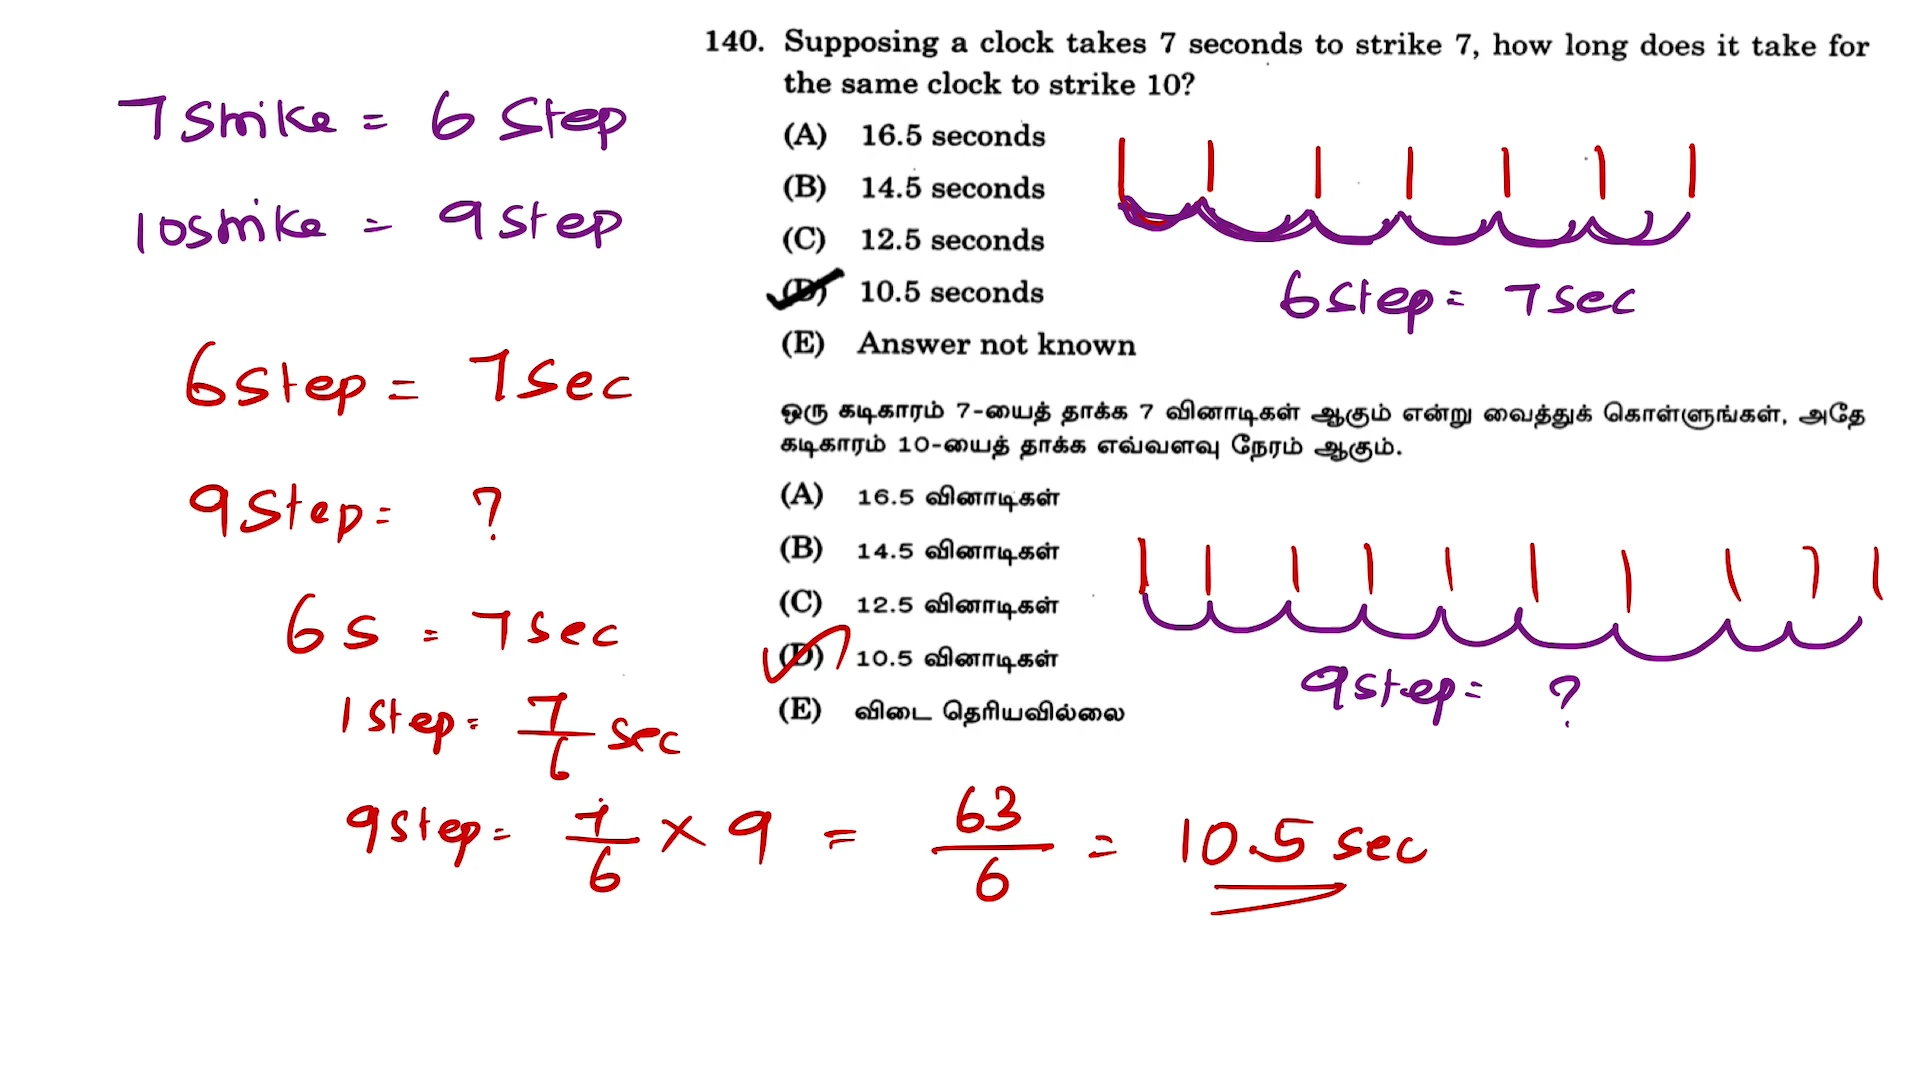 140. Supposing a clock takes 7 seconds to strike 7, how long does it take for
the same clock to strike 10?
(A) 16.5 seconds
(B) 14.5 seconds
(C) 12.5 seconds
(D) 10.5 seconds
(E) Answer not known
ஒரு கடிகாரம் 7-யைத் தாக்க 7 வினாடிகள் ஆகும் என்று வைத்துக் கொள்ளுங்கள், அதே
கடிகாரம் 10-யைத் தாக்க எவ்வளவு நேரம் ஆகும்.
(A) 16.5 வினாடிகள்
(B) 14.5 வினாடிகள்
(C) 12.5 வினாடிகள்
(D) 10.5 வினாடிகள்
(E) விடை தெரியவில்லை
7 Strike = 6 Step
10 strike = 9 step
6 step = 7 sec
9 step = ?
6 s = 7 sec
1 step = 7/6 sec
9 step = 7/6 × 9 = 63/6 = 10.5 sec
6 step = 7 sec
9 step = ?